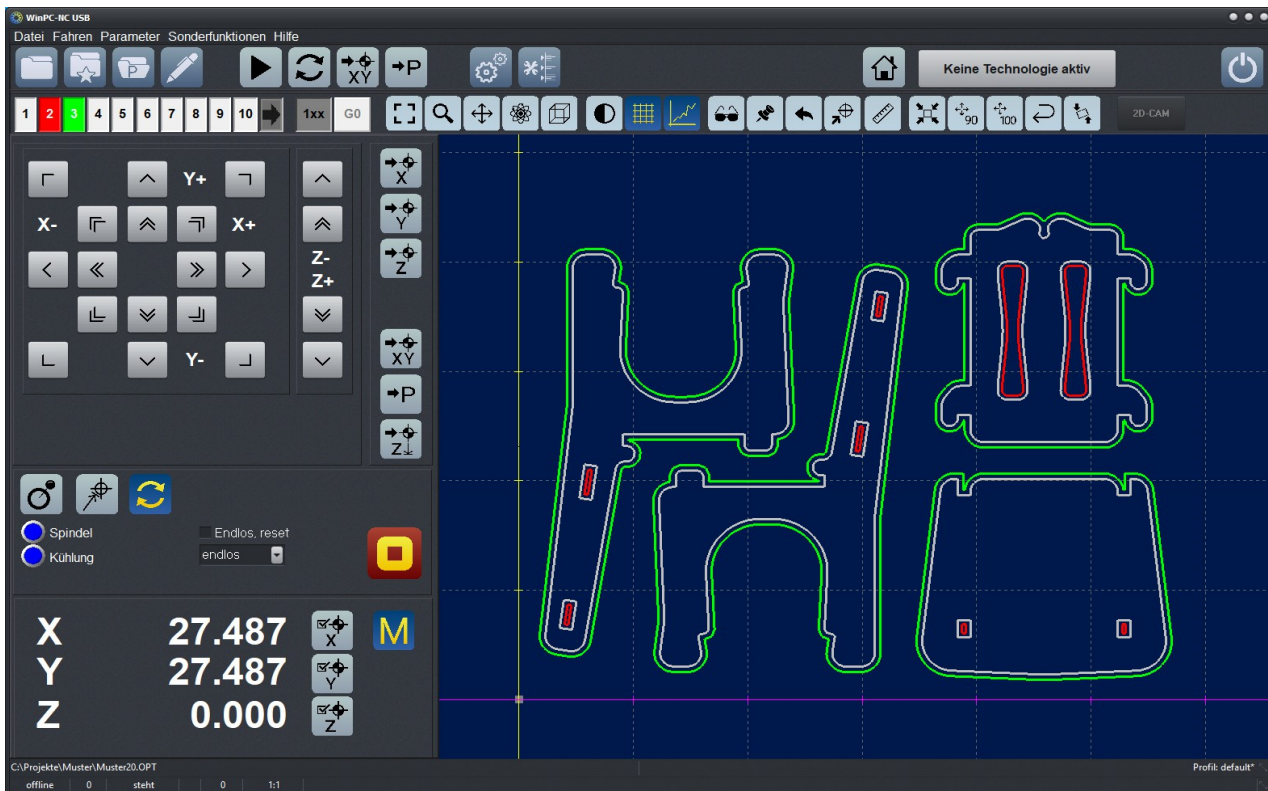 WinPC-NC USB
Datei Fahren Parameter Sonderfunktionen Hilfe
P XY P Keine Technologie aktiv
1 2 3 4 5 6 7 8 9 10 1xx G0 90 100 2D-CAM
X
Y+
Y
X- X+
Z-
Z
Z+
XY
Y-
P
Z
Spindel Endlos, reset
Kühlung endlos
X 27.487 X M
Y 27.487 Y
Z 0.000 Z
C:\Projekte\Muster\Muster20.OPT Profil: default*
offline 0 steht 0 1:1